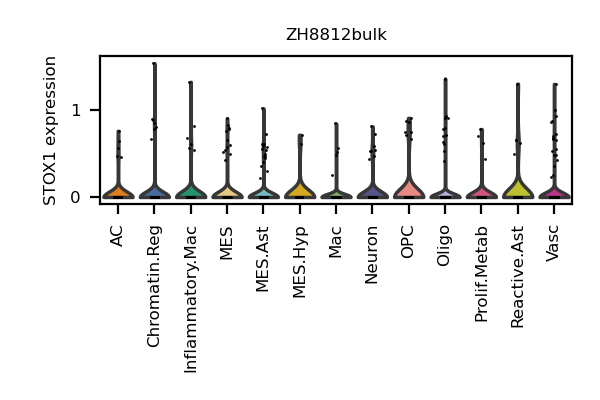 ZH8812bulk
STOX1 expression
1
0
AC
Chromatin.Reg
Inflammatory.Mac
MES
MES.Ast
MES.Hyp
Mac
Neuron
OPC
Oligo
Prolif.Metab
Reactive.Ast
Vasc